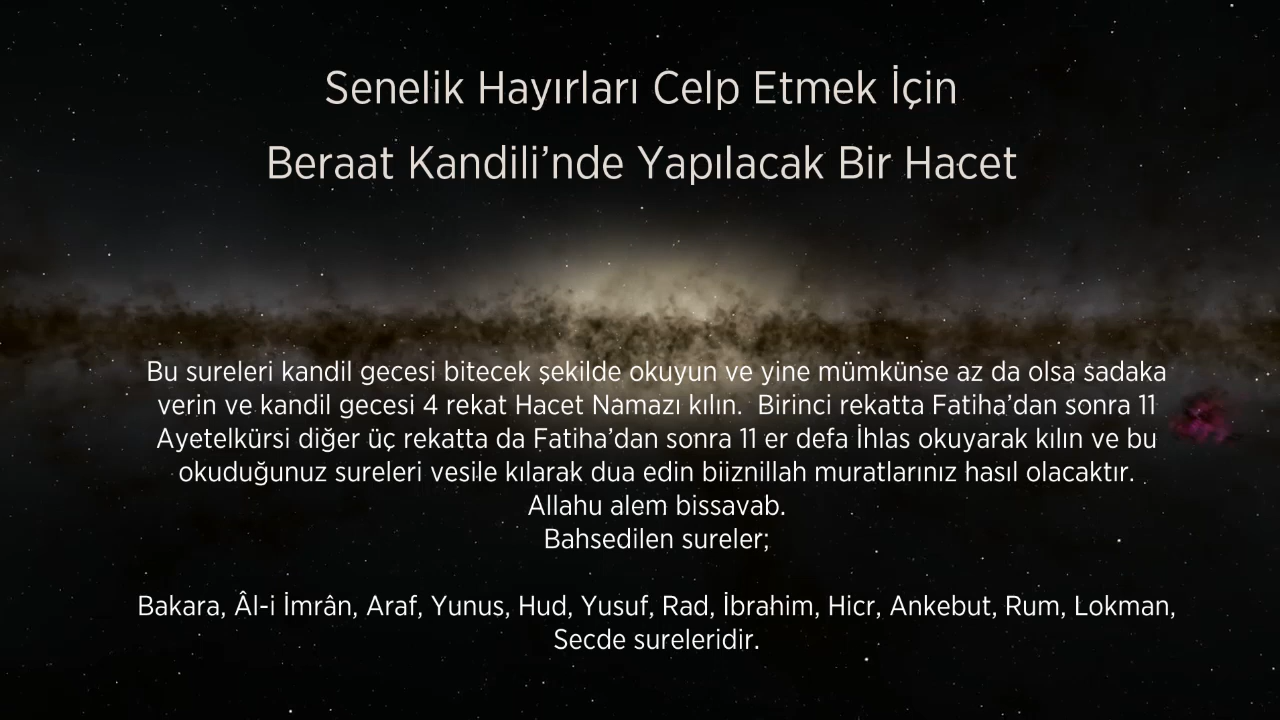 Senelik Hayırları Celp Etmek İçin
Beraat Kandili’nde Yapılacak Bir Hacet
Bu sureleri kandil gecesi bitecek şekilde okuyun ve yine mümkünse az da olsa sadaka
verin ve kandil gecesi 4 rekat Hacet Namazı kılın. Birinci rekatta Fatiha’dan sonra 11
Ayetelkürsi diğer üç rekatta da Fatiha’dan sonra 11 er defa İhlas okuyarak kılın ve bu
okuduğunuz sureleri vesile kılarak dua edin biiznillah muratlarınız hasıl olacaktır.
Allahu alem bissavab.
Bahsedilen sureler;
Bakara, Âl-i İmrân, Araf, Yunus, Hud, Yusuf, Rad, İbrahim, Hicr, Ankebut, Rum, Lokman,
Secde sureleridir.